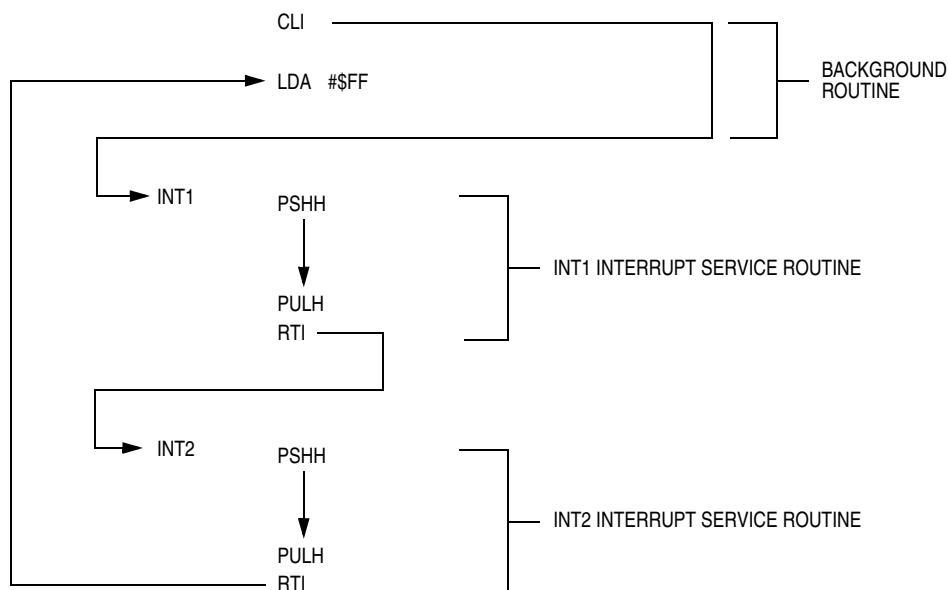 CLI
LDA #$FF
BACKGROUND
ROUTINE
INT1
PSHH
INT1 INTERRUPT SERVICE ROUTINE
PULH
RTI
INT2
PSHH
INT2 INTERRUPT SERVICE ROUTINE
PULH
RTI